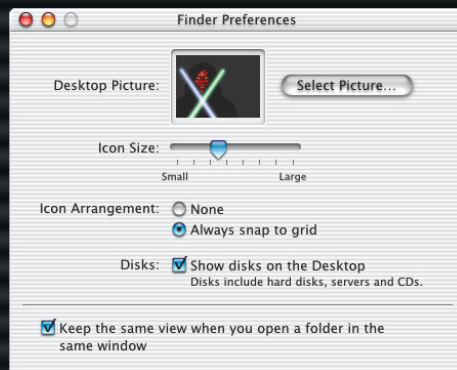 Finder Preferences
Desktop Picture:
Select Picture...
Icon Size:
Small Large
Icon Arrangement: None
Always snap to grid
Disks: Show disks on the Desktop
Disks include hard disks, servers and CDs.
Keep the same view when you open a folder in the
same window